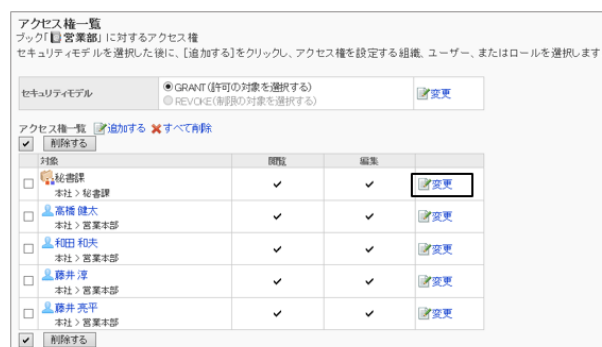 アクセス権一覧
ブック「営業部」に対するアクセス権
セキュリティモデルを選択した後に、[追加する]をクリックし、アクセス権を設定する組織、ユーザー、またはロールを選択します
セキュリティモデル
GRANT(許可の対象を選択する)
REVOKE(制限の対象を選択する)
変更
アクセス権一覧 追加する すべて削除
削除する
対象 閲覧 編集
秘書課 変更
本社 > 秘書課
高橋 健太 変更
本社 > 営業本部
和田 和夫 変更
本社 > 営業本部
藤井 淳 変更
本社 > 営業本部
藤井 亮平 変更
本社 > 営業本部
削除する